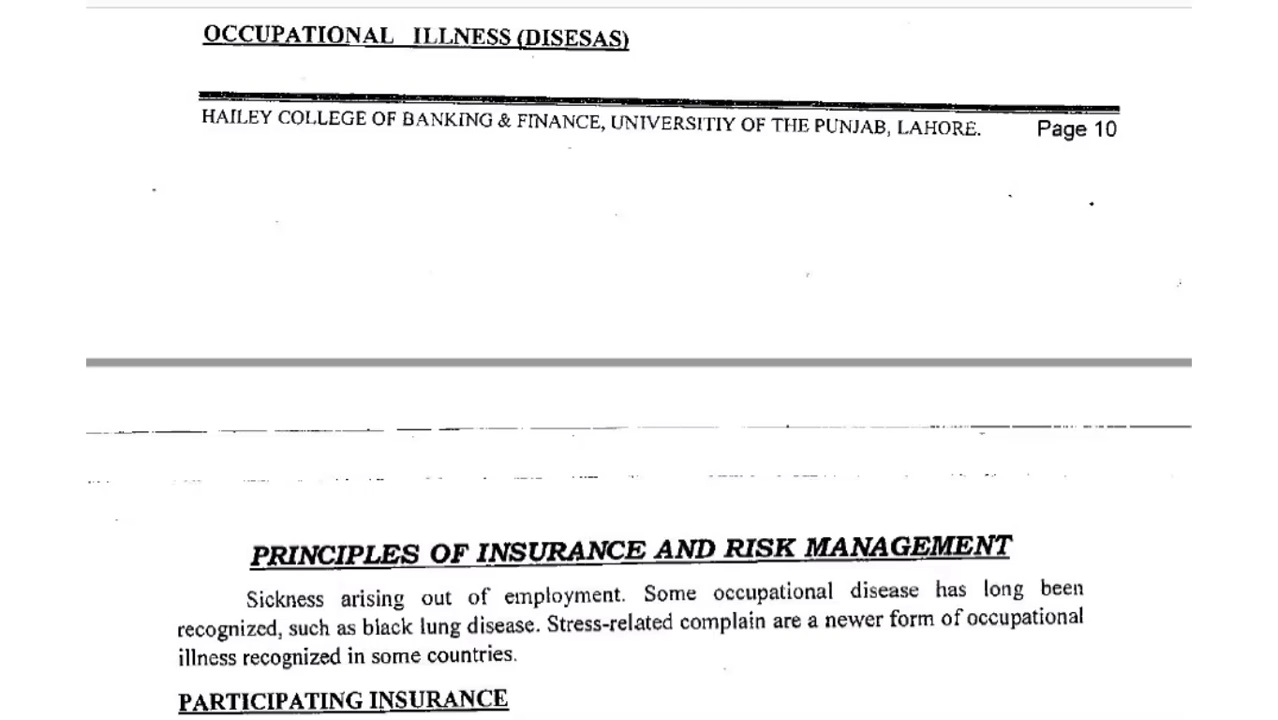 OCCUPATIONAL ILLNESS (DISESAS)
HAILEY COLLEGE OF BANKING & FINANCE, UNIVERSITIY OF THE PUNJAB, LAHORE. Page 10
PRINCIPLES OF INSURANCE AND RISK MANAGEMENT
Sickness arising out of employment. Some occupational disease has long been
recognized, such as black lung disease. Stress-related complain are a newer form of occupational
illness recognized in some countries.
PARTICIPATING INSURANCE